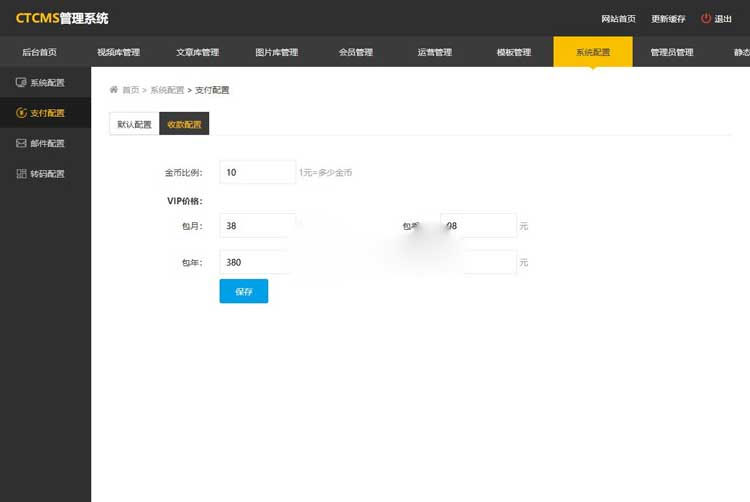 CTCMS管理系统
网站首页 更新缓存 退出
后台首页 视频库管理 文章库管理 图片库管理 会员管理 运营管理 模板管理 系统配置 管理员管理 静态
系统配置
支付配置
邮件配置
转码配置
首页 > 系统配置 > 支付配置
默认配置 收款配置
金币比例: 10 1元=多少金币
VIP价格:
包月: 38 98 元
包年: 380 元
保存